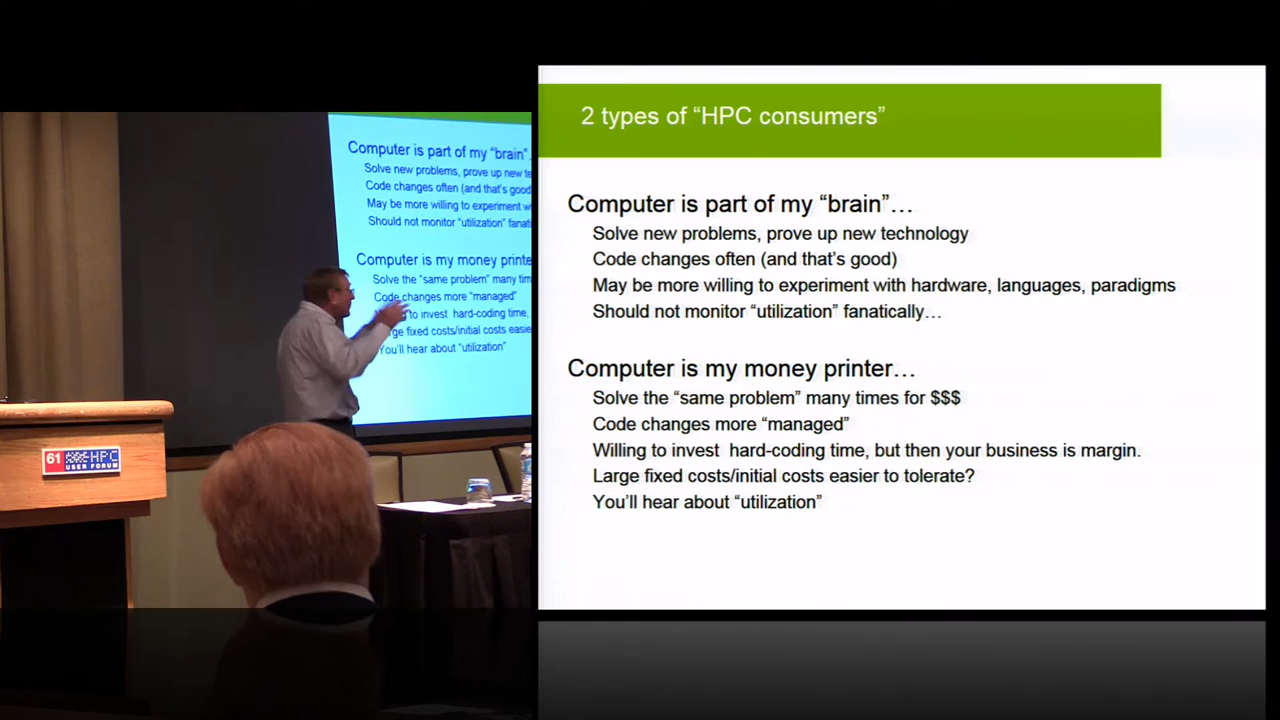 Computer is part of my “brain”...
Solve new problems, prove up new te
Code changes often (and that's good
May be more willing to experiment w
Should not monitor “utilization” fanati
Computer is my money printe
Solve the “same problem” many tim
Code changes more “managed”
to invest hard-coding time,
ge fixed costs/initial costs easie
You'll hear about “utilization”
61 HPC
USER FORUM
2 types of “HPC consumers”
Computer is part of my “brain”…
Solve new problems, prove up new technology
Code changes often (and that's good)
May be more willing to experiment with hardware, languages, paradigms
Should not monitor “utilization” fanatically…
Computer is my money printer…
Solve the “same problem” many times for $$$
Code changes more “managed”
Willing to invest  hard-coding time, but then your business is margin.
Large fixed costs/initial costs easier to tolerate?
You'll hear about “utilization”